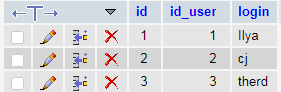 id id_user login
1 1 Ilya
2 2 cj
3 3 therd